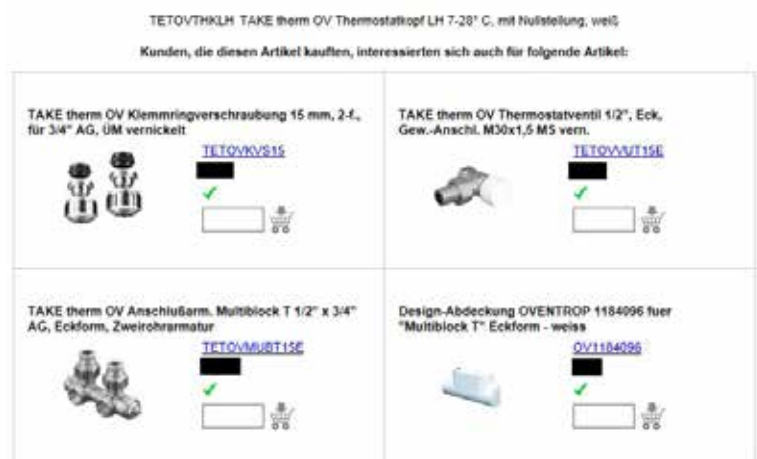 TETOVTHKLH TAKE therm OV Thermostatkopf LH 7-28° C, mit Nullstellung, weiß
Kunden, die diesen Artikel kauften, interessierten sich auch für folgende Artikel:
TAKE therm OV Klemmringverschraubung 15 mm, 2-f.,
für 3/4" AG, ÜM vernickelt
TETOVKVS15
TAKE therm OV Thermostatventil 1/2", Eck,
Gew.-Anschl. M30x1,5 MS vern.
TETOVVUT15E
TAKE therm OV Anschlußarm. Multiblock T 1/2" x 3/4"
AG, Eckform, Zweirohrarmatur
TETOVMUBT15E
Design-Abdeckung OVENTROP 1184096 fuer
"Multiblock T" Eckform - weiss
OV1184096